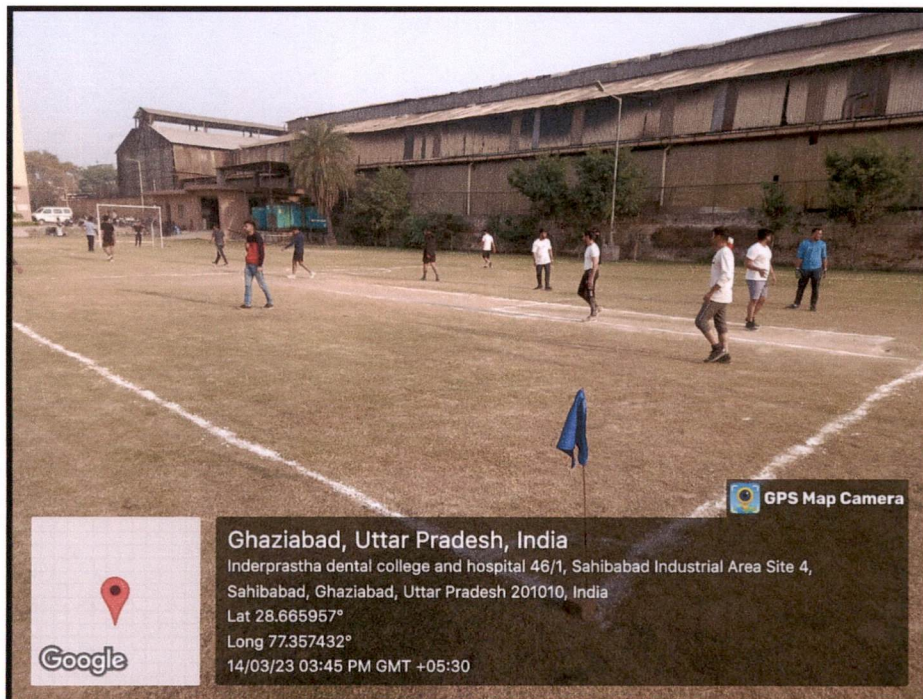 GPS Map Camera
Ghaziabad, Uttar Pradesh, India
Inderprastha dental college and hospital 46/1, Sahibabad Industrial Area Site 4,
Sahibabad, Ghaziabad, Uttar Pradesh 201010, India
Lat 28.665957°
Long 77.357432°
14/03/23 03:45 PM GMT +05:30
Google